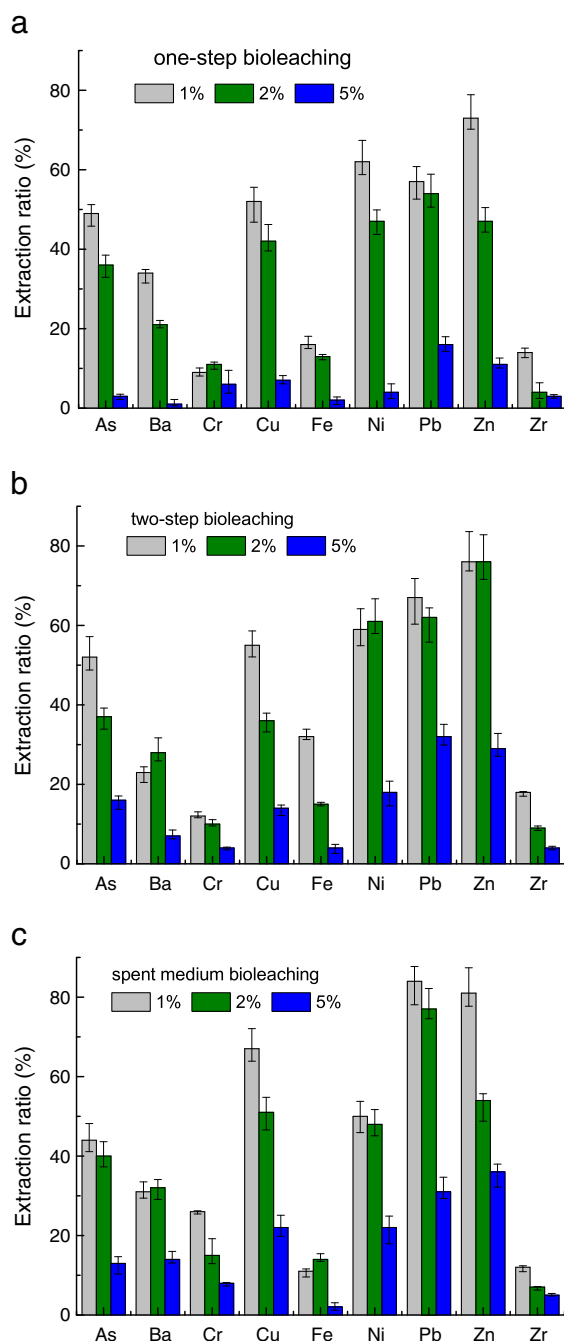 a
one-step bioleaching
1% 2% 5%
Extraction ratio (%)
80
60
40
20
0
As Ba Cr Cu Fe Ni Pb Zn Zr
b
two-step bioleaching
1% 2% 5%
Extraction ratio (%)
80
60
40
20
0
As Ba Cr Cu Fe Ni Pb Zn Zr
c
spent medium bioleaching
1% 2% 5%
Extraction ratio (%)
80
60
40
20
0
As Ba Cr Cu Fe Ni Pb Zn Zr